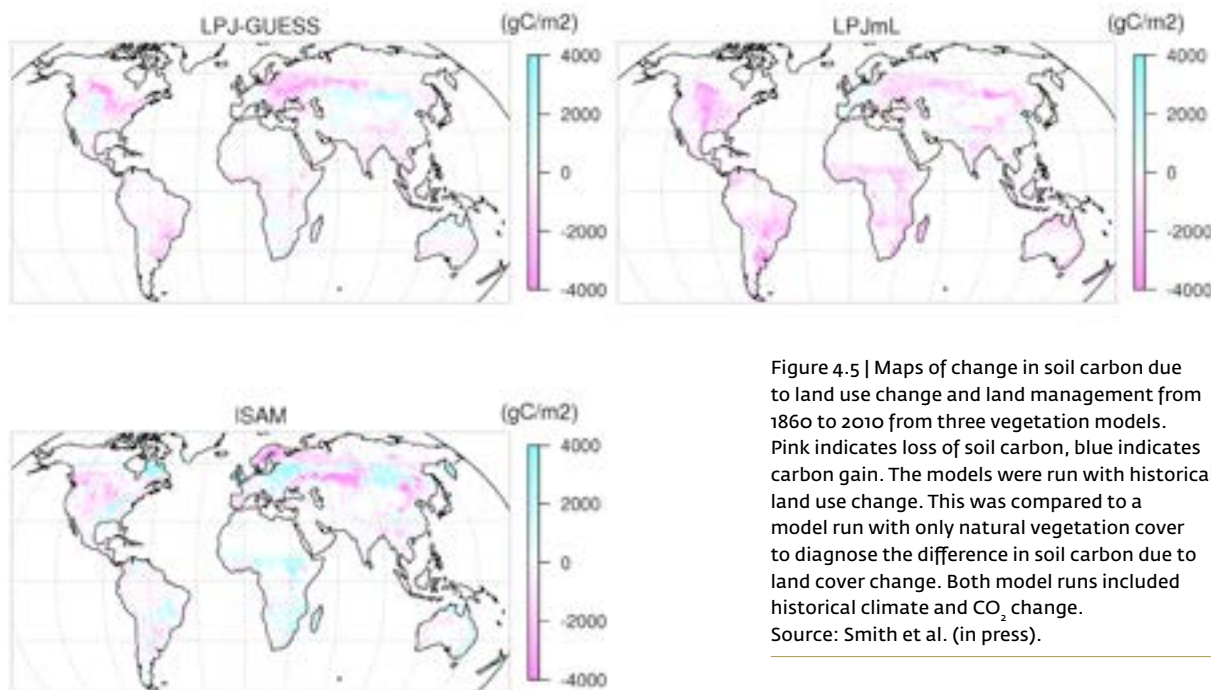 LPJ-GUESS
(gC/m2)
4000
2000
0
-2000
-4000
LPJmL
(gC/m2)
4000
2000
0
-2000
-4000
ISAM
(gC/m2)
4000
2000
0
-2000
-4000
Figure 4.5 | Maps of change in soil carbon due
to land use change and land management from
1860 to 2010 from three vegetation models.
Pink indicates loss of soil carbon, blue indicates
carbon gain. The models were run with historica
land use change. This was compared to a
model run with only natural vegetation cover
to diagnose the difference in soil carbon due to
land cover change. Both model runs included
historical climate and CO₂ change.
Source: Smith et al. (in press).